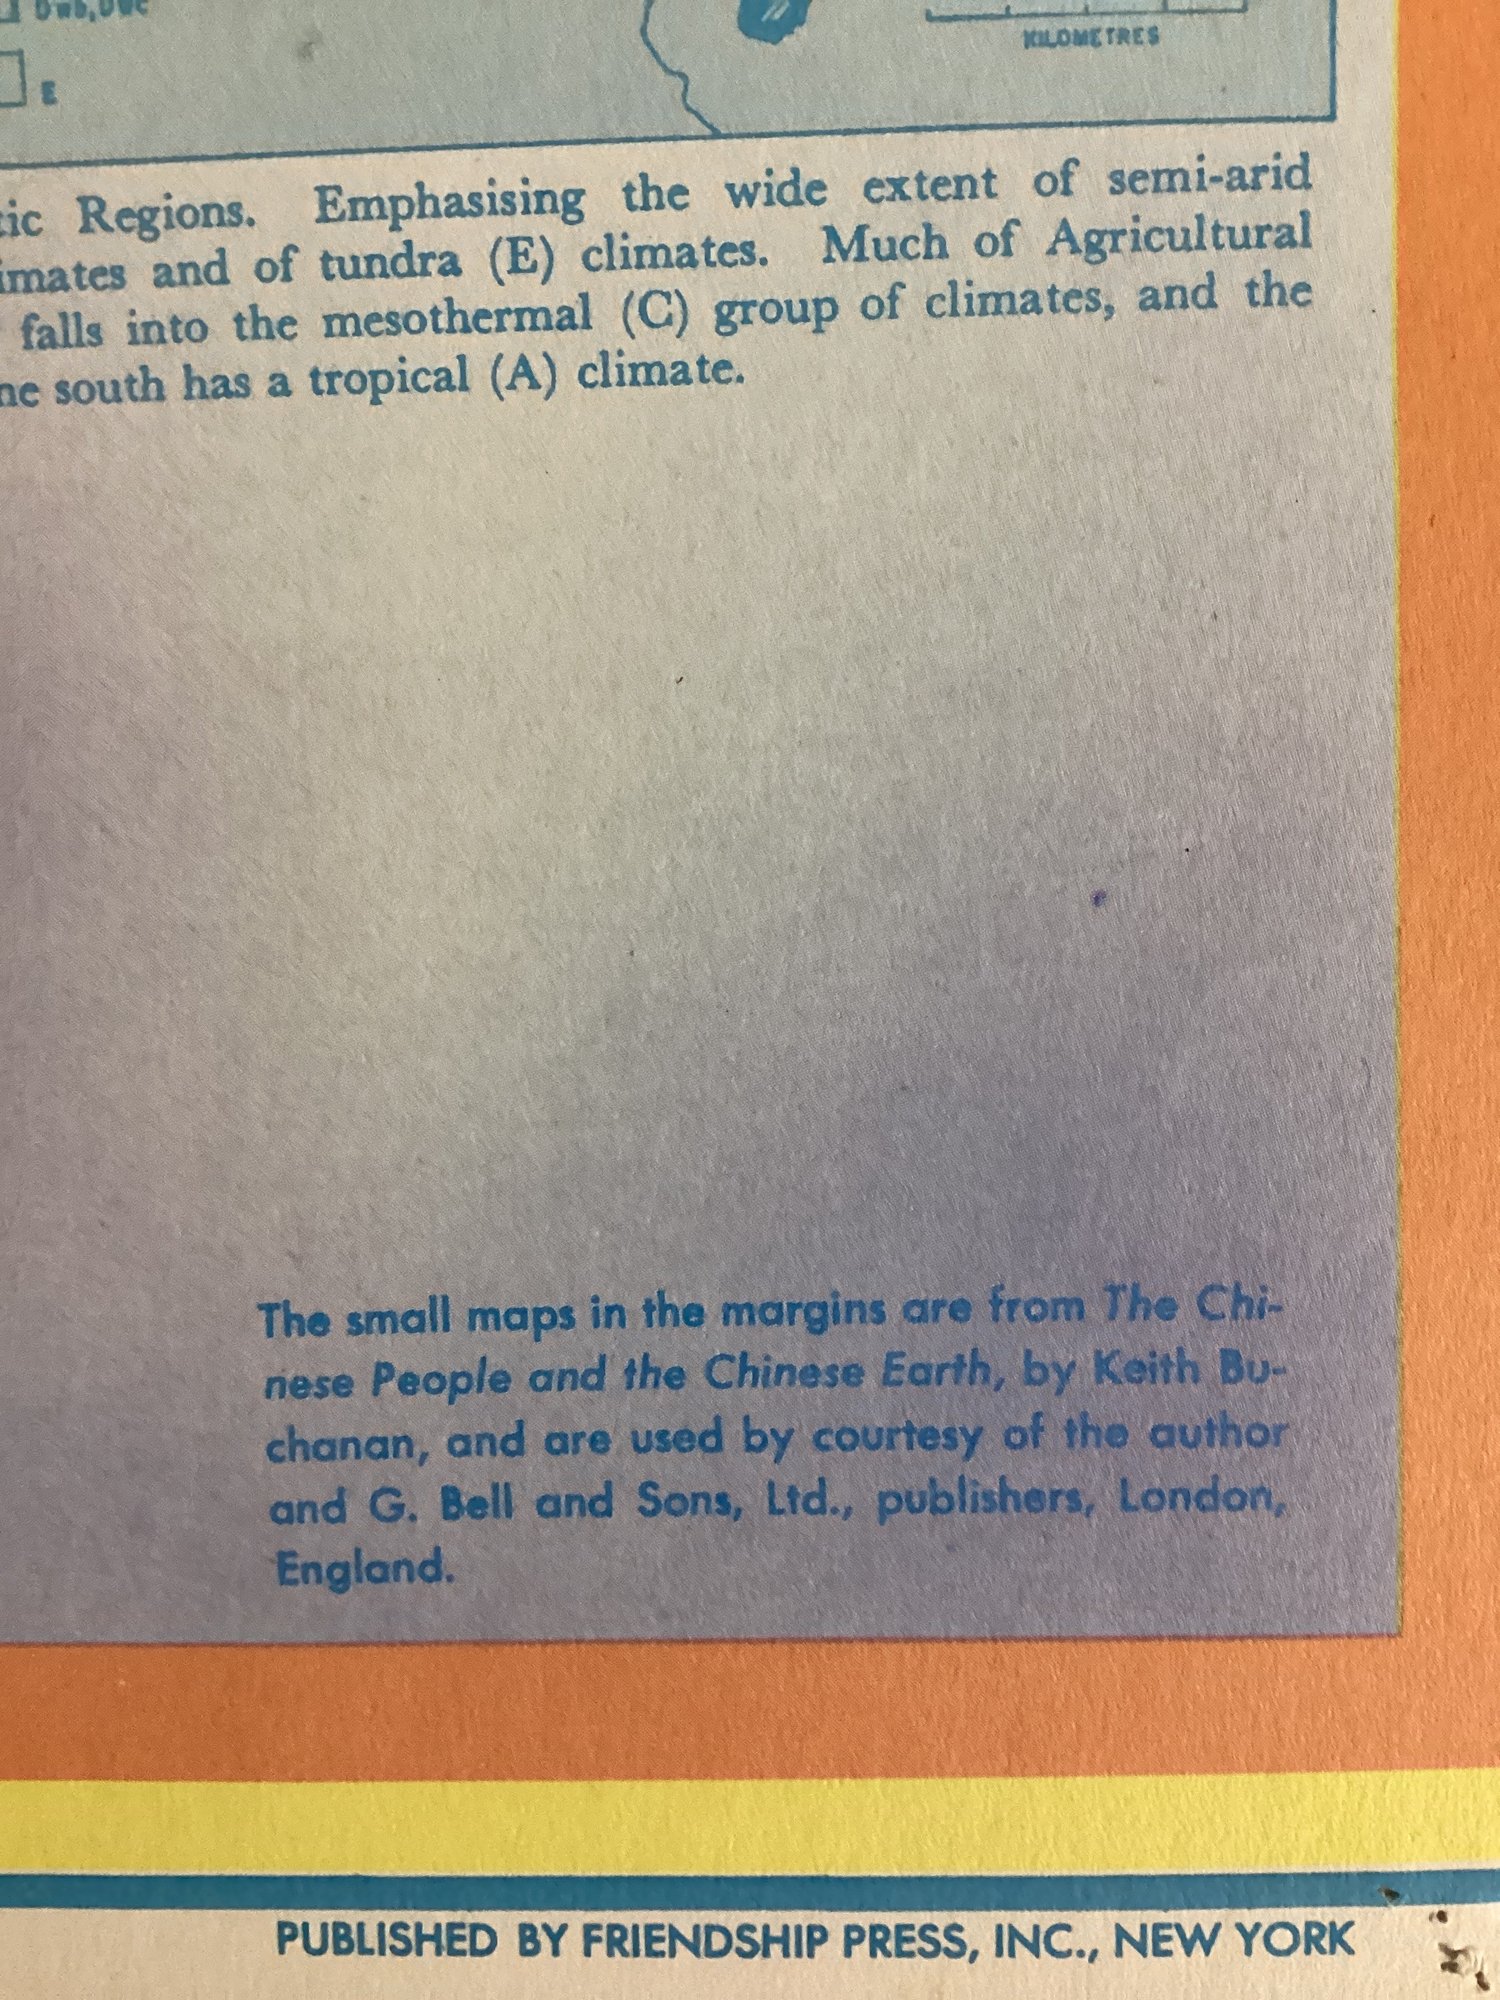 Dwb, Dwc
E
KILOMETRES
tic Regions. Emphasising the wide extent of semi-arid
imates and of tundra (E) climates. Much of Agricultural
falls into the mesothermal (C) group of climates, and the
ne south has a tropical (A) climate.
The small maps in the margins are from The Chi-
nese People and the Chinese Earth, by Keith Bu-
chanan, and are used by courtesy of the author
and G. Bell and Sons, Ltd., publishers, London,
England.
PUBLISHED BY FRIENDSHIP PRESS, INC., NEW YORK